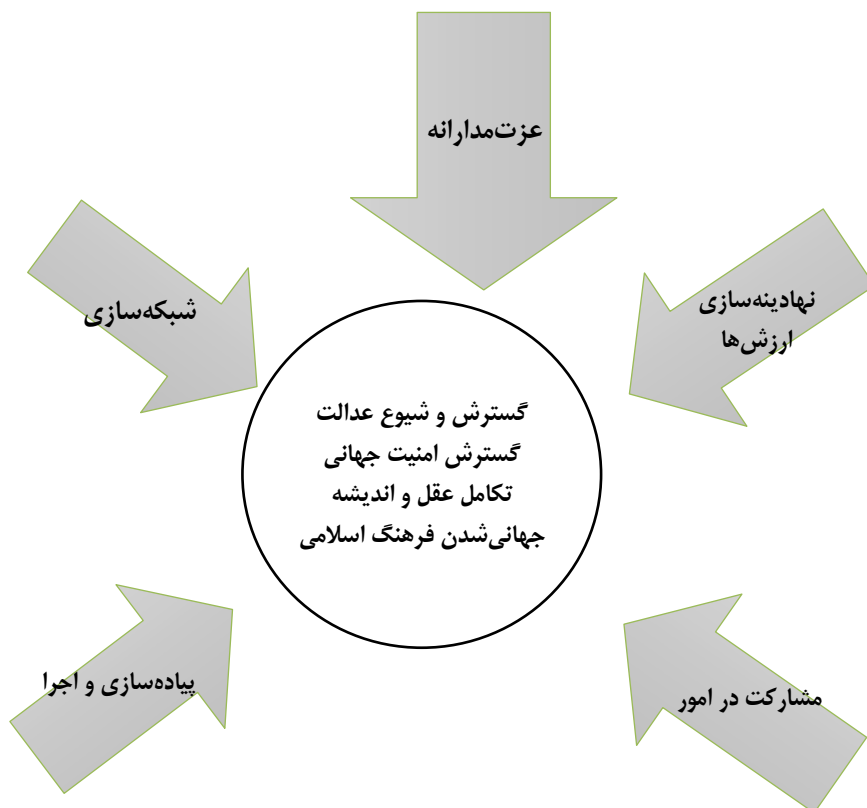 عزت‌مدارانه
نهادینه‌سازی
ارزش‌ها
شبکه‌سازی
گسترش و شیوع عدالت
گسترش امنیت جهانی
تکامل عقل و اندیشه
جهانی‌شدن فرهنگ اسلامی
مشارکت در امور
پیاده‌سازی و اجرا